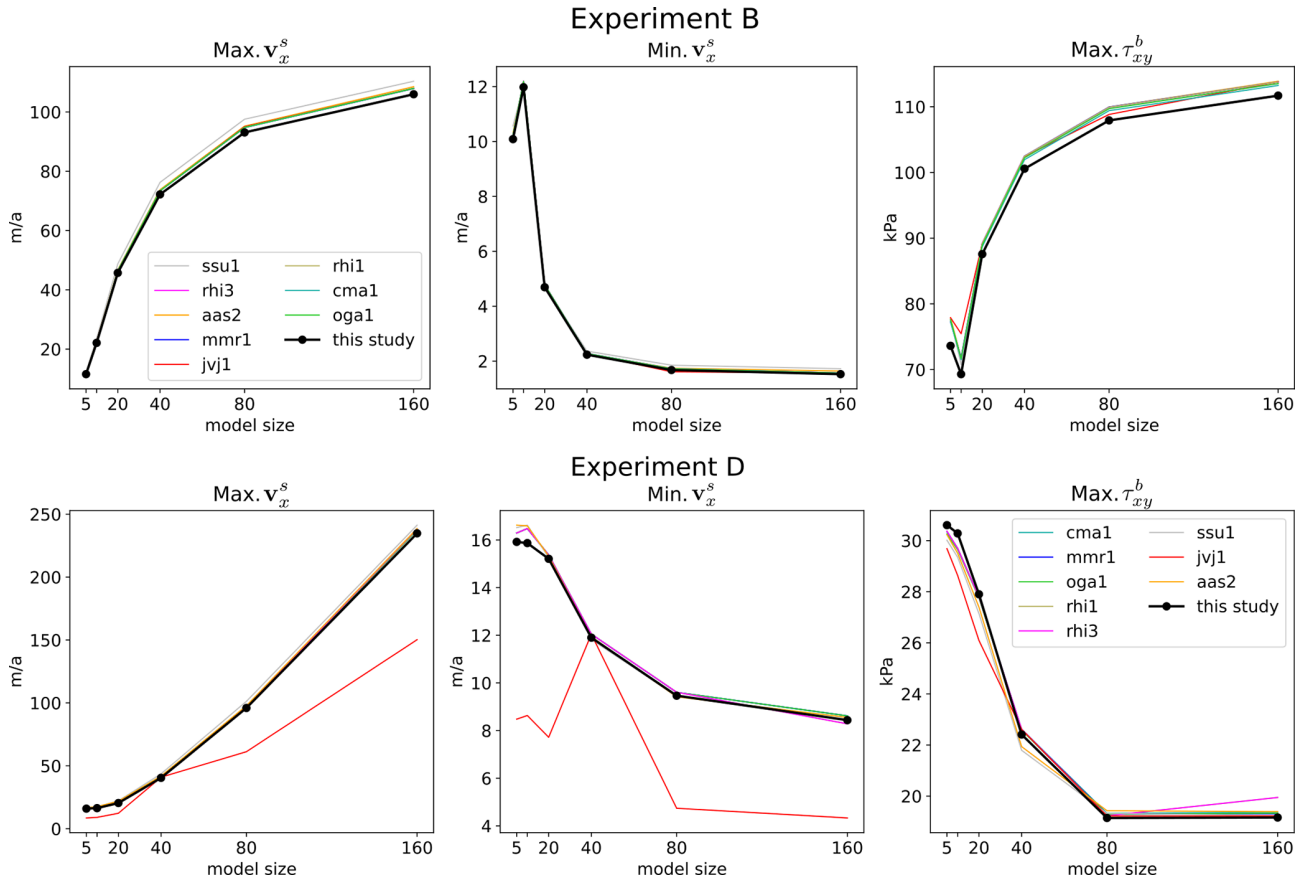 Experiment B
Max. v_x^s
m/a
100
80
60
40
20
5 20 40 80 160
model size
ssu1
rhi3
aas2
mmr1
jvj1
rhi1
cma1
oga1
this study
Min. v_x^s
m/a
12
10
8
6
4
2
5 20 40 80 160
model size
Max. τ_xy^b
kPa
110
100
90
80
70
5 20 40 80 160
model size
Experiment D
Max. v_x^s
m/a
250
200
150
100
50
0
5 20 40 80 160
model size
Min. v_x^s
m/a
16
14
12
10
8
6
4
5 20 40 80 160
model size
Max. τ_xy^b
kPa
30
28
26
24
22
20
5 20 40 80 160
model size
cma1
mmr1
oga1
rhi1
rhi3
ssu1
jvj1
aas2
this study